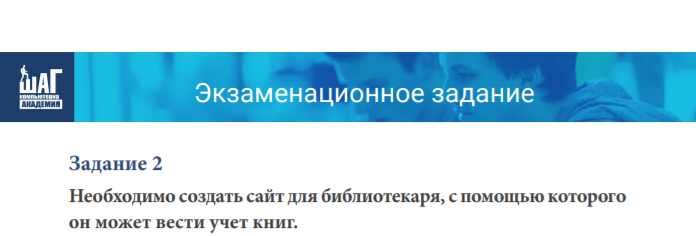 ШАГ
КОМПЬЮТЕРНАЯ
АКАДЕМИЯ
Экзаменационное задание
Задание 2
Необходимо создать сайт для библиотекаря, с помощью которого
он может вести учет книг.